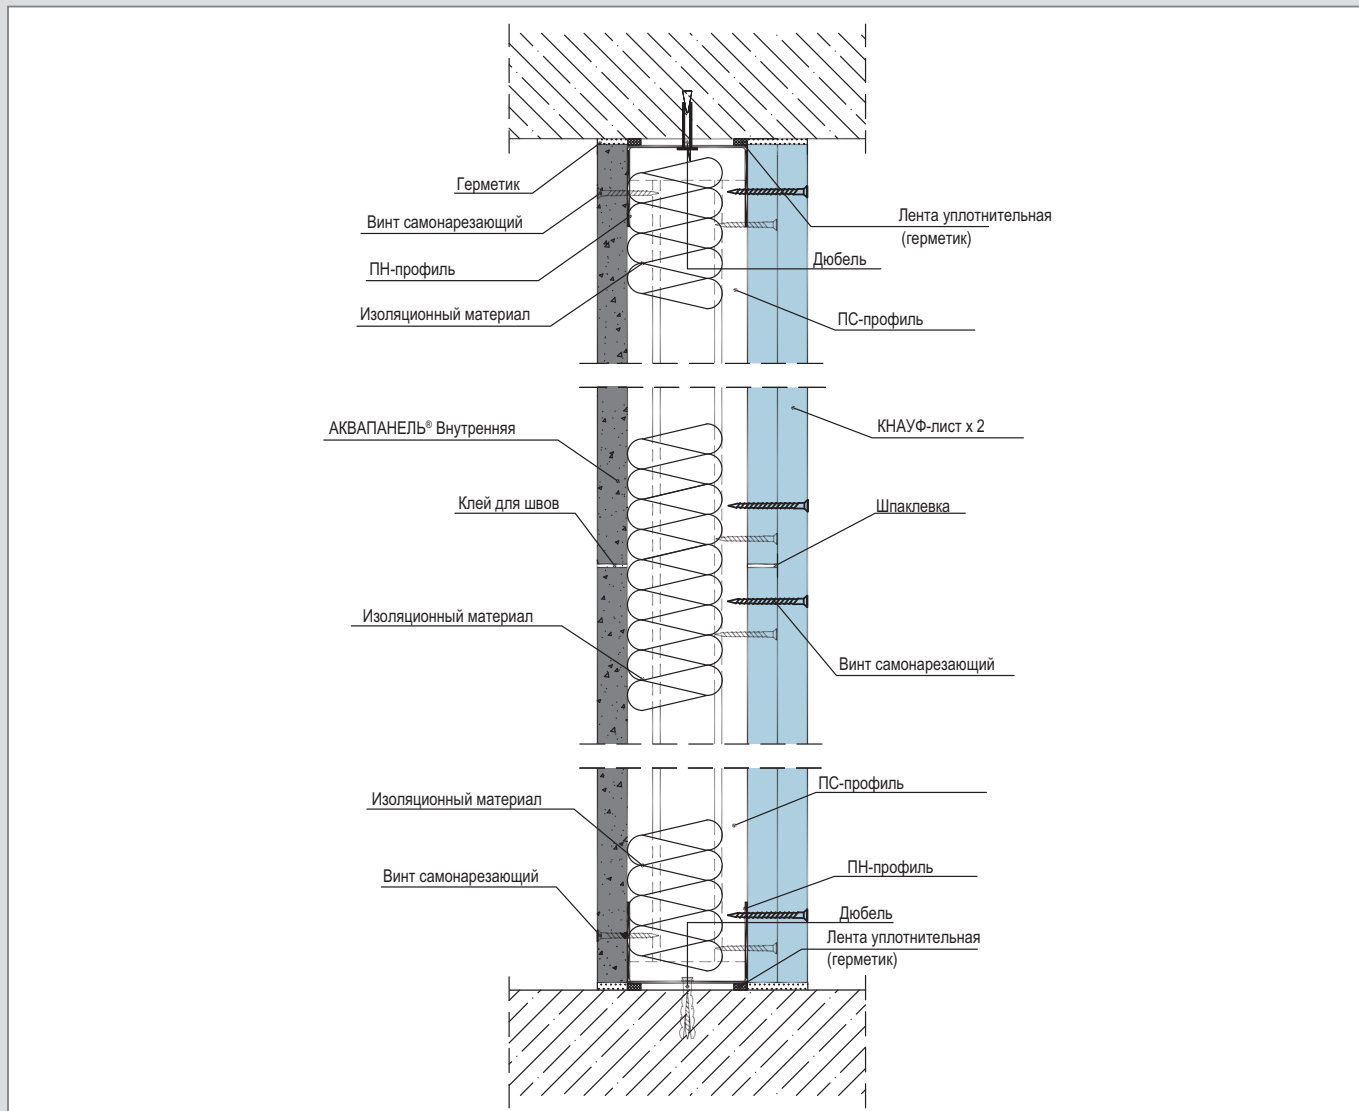 Герметик
Винт самонарезающий
ПН-профиль
Изоляционный материал
Лента уплотнительная
(герметик)
Дюбель
ПС-профиль
АКВАПАНЕЛЬ® Внутренняя
КНАУФ-лист х 2
Клей для швов
Шпаклевка
Изоляционный материал
Винт самонарезающий
Изоляционный материал
ПС-профиль
Винт самонарезающий
ПН-профиль
Дюбель
Лента уплотнительная
(герметик)